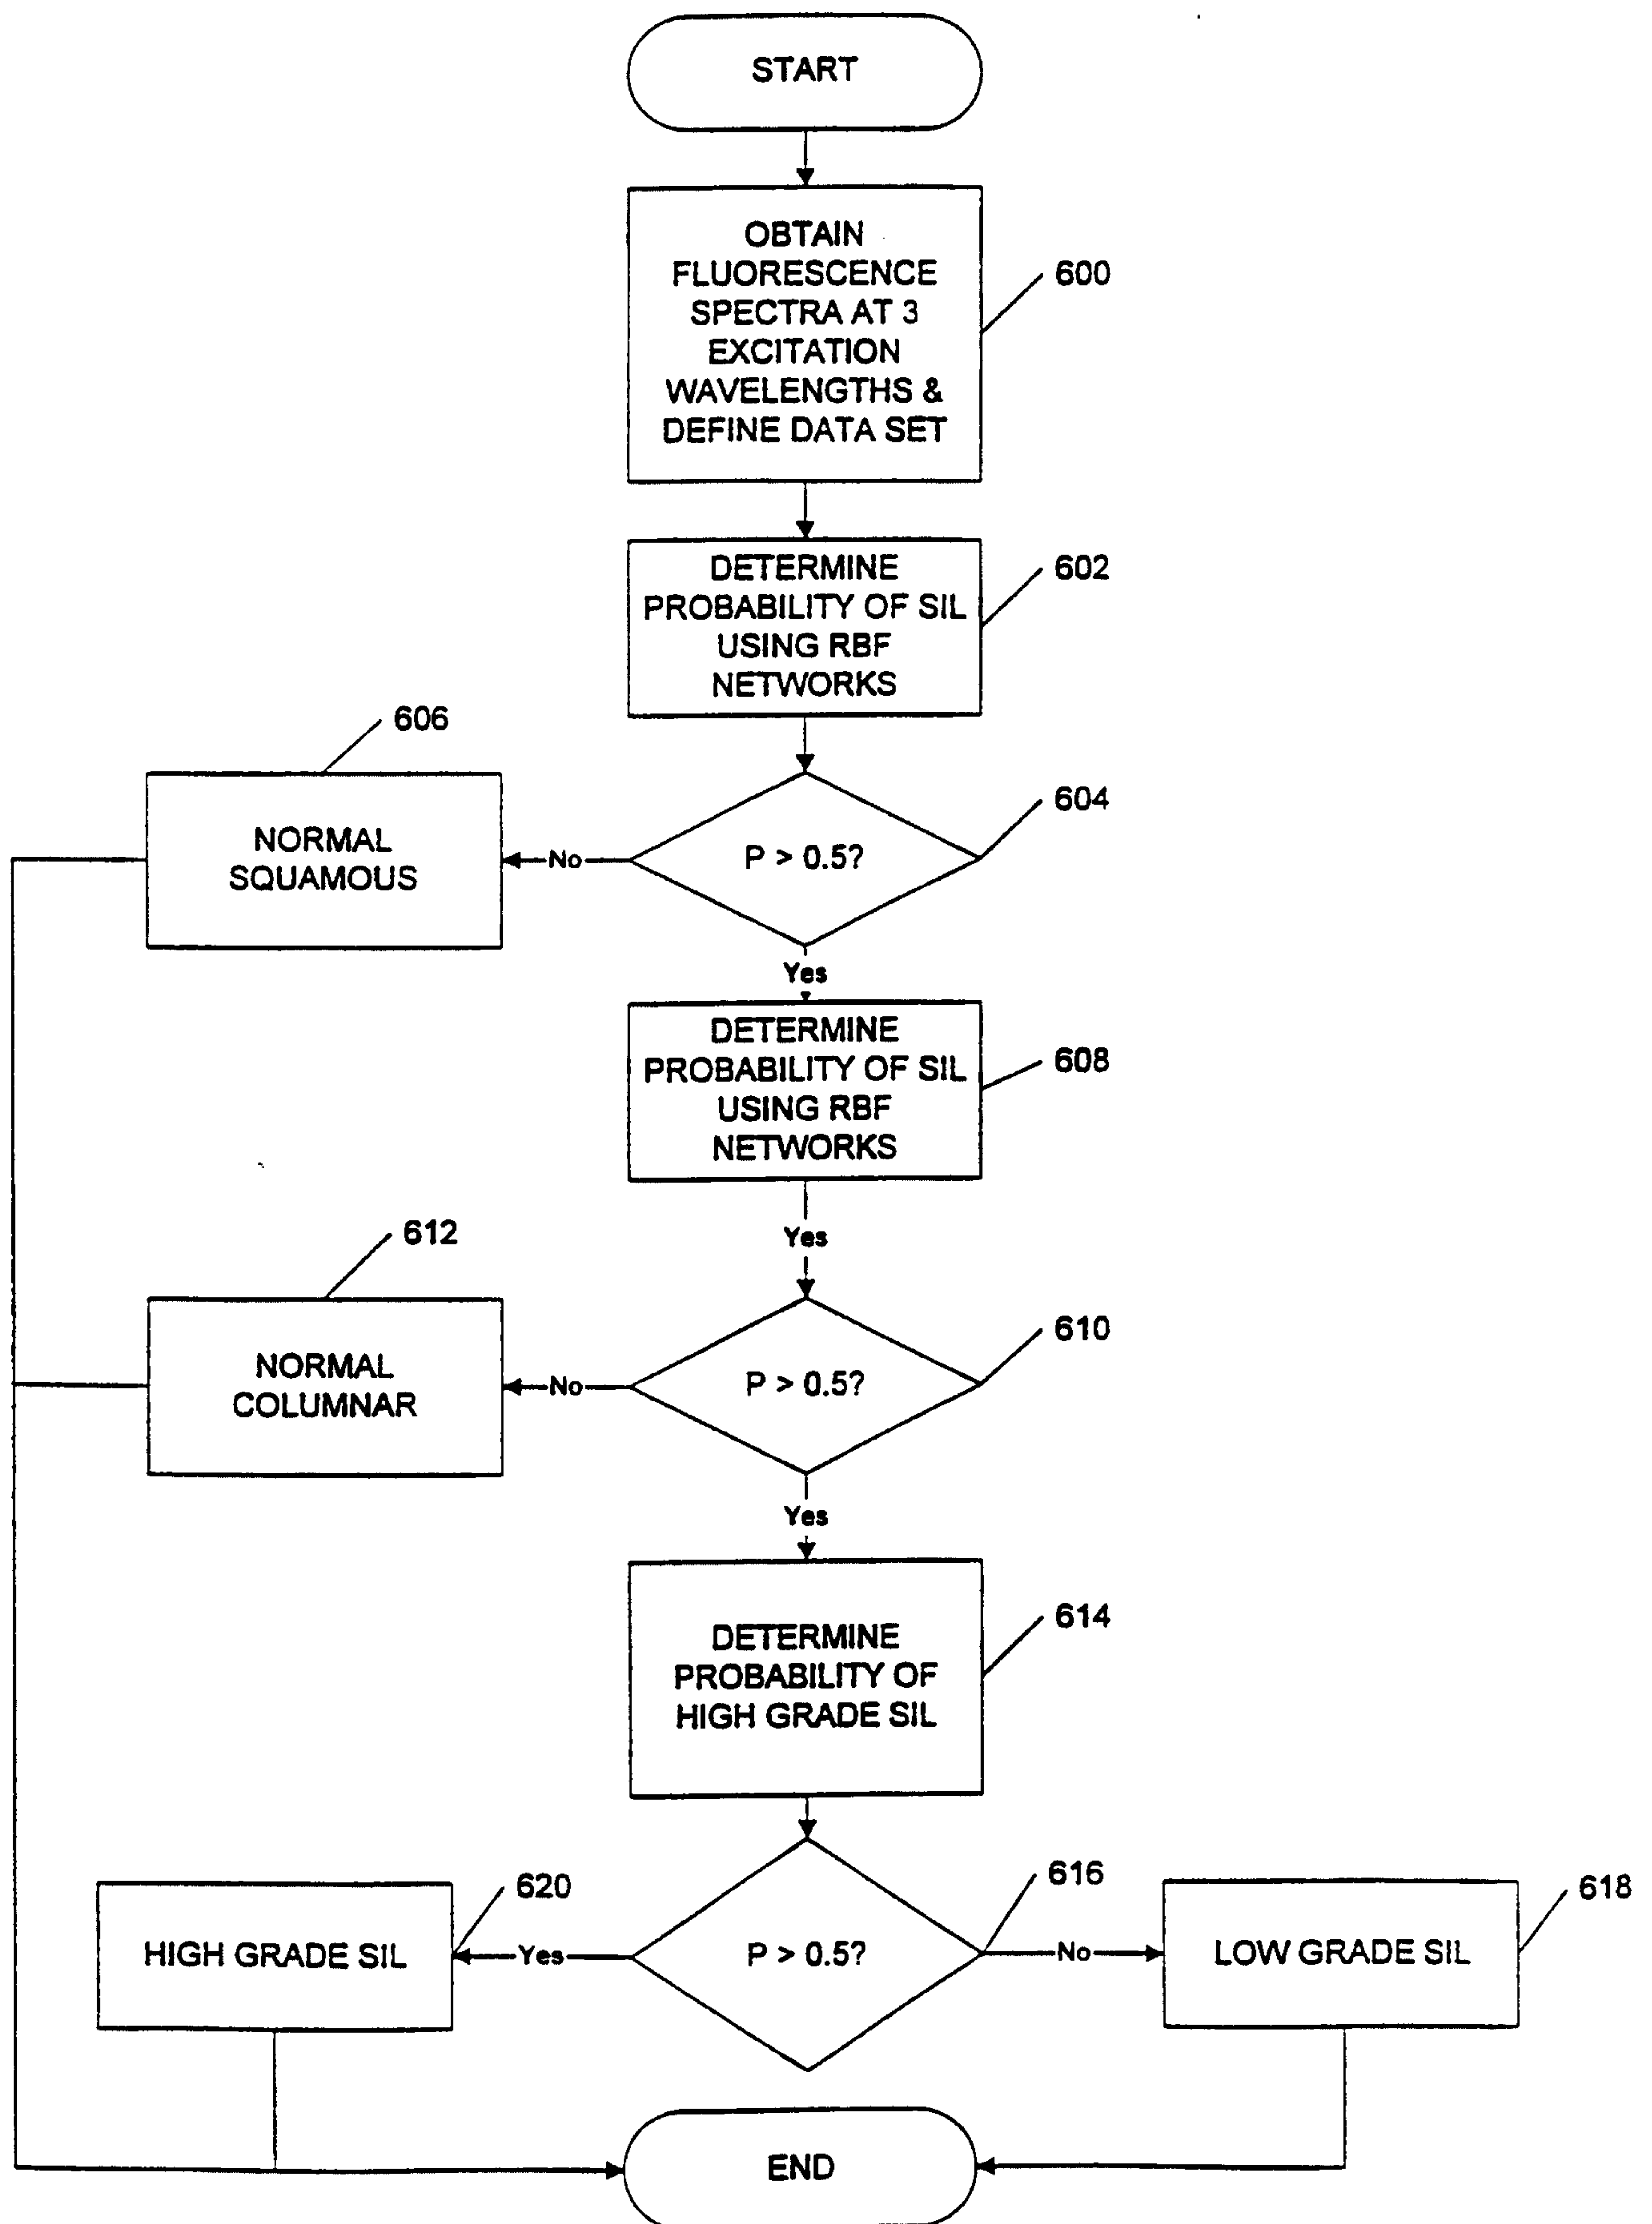 START
OBTAIN
FLUORESCENCE
SPECTRA AT 3
EXCITATION
WAVELENGTHS &
DEFINE DATA SET
600
DETERMINE
PROBABILITY OF SIL
USING RBF
NETWORKS
602
606
NORMAL
SQUAMOUS
No
P > 0.5?
604
Yes
DETERMINE
PROBABILITY OF SIL
USING RBF
NETWORKS
608
Yes
612
NORMAL
COLUMNAR
No
P > 0.5?
610
Yes
DETERMINE
PROBABILITY OF
HIGH GRADE SIL
614
620
HIGH GRADE SIL
Yes
P > 0.5?
616
No
LOW GRADE SIL
618
END